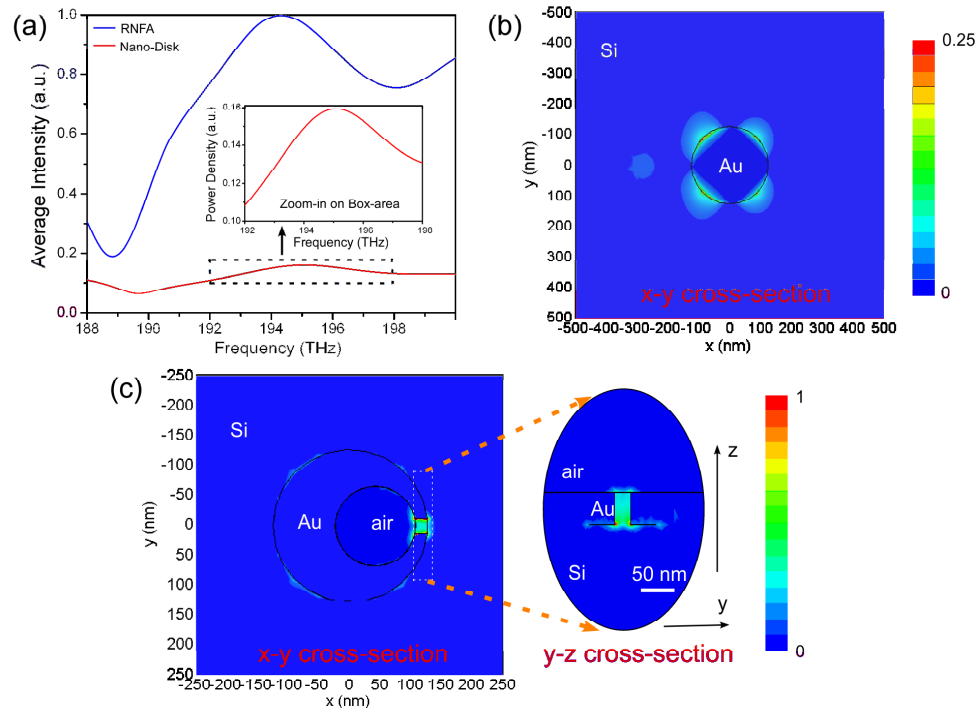 (a)
RNFA
Nano-Disk
Average Intensity (a.u.)
1.0
0.8
0.6
0.4
0.2
0.0
188
190
192
194
196
198
Frequency (THz)
Power Density (a.u.)
0.16
0.14
0.12
0.10
192
194
196
190
Zoom-in on Box-area
Frequency (THz)
(b)
-500
-400
-300
-200
-100
0
100
200
300
400
500
y (nm)
Si
Au
x-y cross-section
-500-400-300-200-100 0 100 200 300 400 500
x (nm)
0.25
0
(c)
-250
-200
-150
-100
-50
0
50
100
150
200
250
y (nm)
Si
Au
air
x-y cross-section
-250-200-150-100-50 0 50 100 150 200 250
x (nm)
air
Au
Si
50 nm
z
y
y-z cross-section
1
0